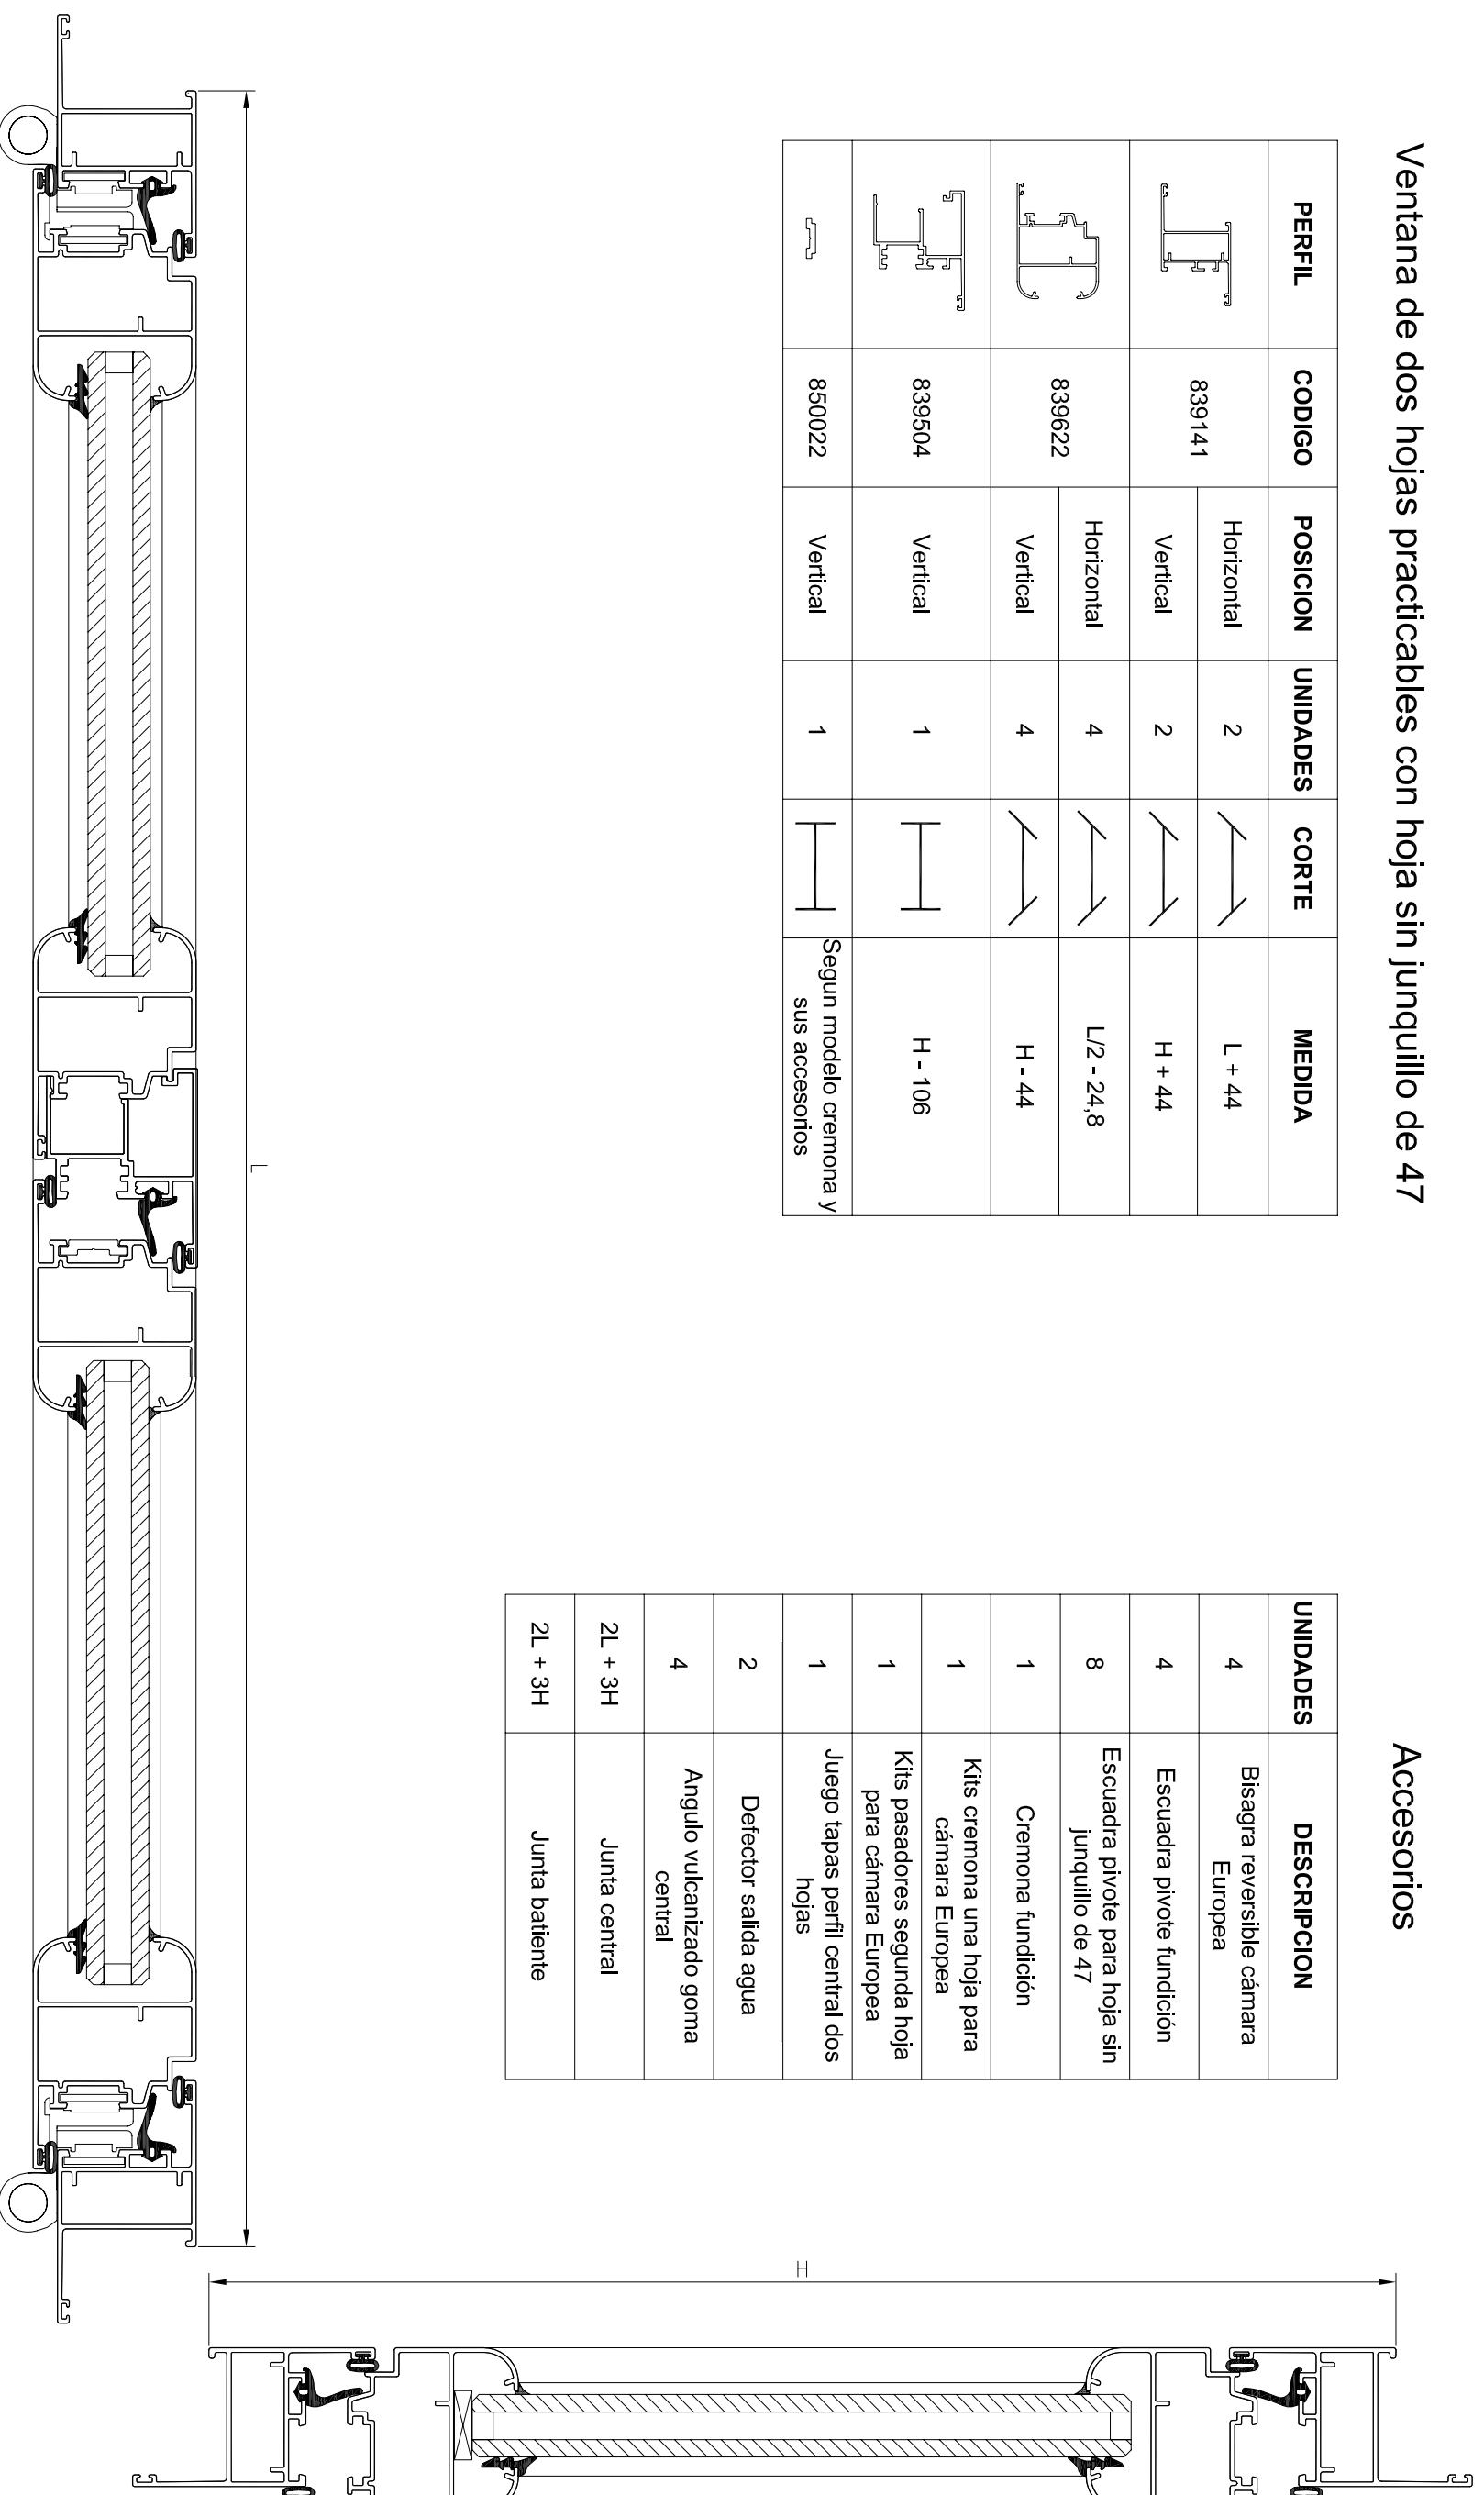 Ventana de dos hojas practicables con hoja sin junquillo de 47
PERFIL CODIGO POSICION UNIDADES CORTE MEDIDA
839141 Horizontal 2 L + 44
Vertical 2 H + 44
839622 Horizontal 4 L/2 - 24,8
Vertical 4 H - 44
839504 Vertical 1 H - 106
850022 Vertical 1 Segun modelo cremona y
sus accesorios
Accesorios
UNIDADES DESCRIPCION
4 Bisagra reversible cámara
Europea
4 Escuadra pivote fundición
8 Escuadra pivote para hoja sin
junquillo de 47
1 Cremona fundición
1 Kits cremona una hoja para
cámara Europea
1 Kits pasadores segunda hoja
para cámara Europea
1 Juego tapas perfil central dos
hojas
2 Defector salida agua
4 Angulo vulcanizado goma
central
2L + 3H Junta central
2L + 3H Junta batiente
L
H